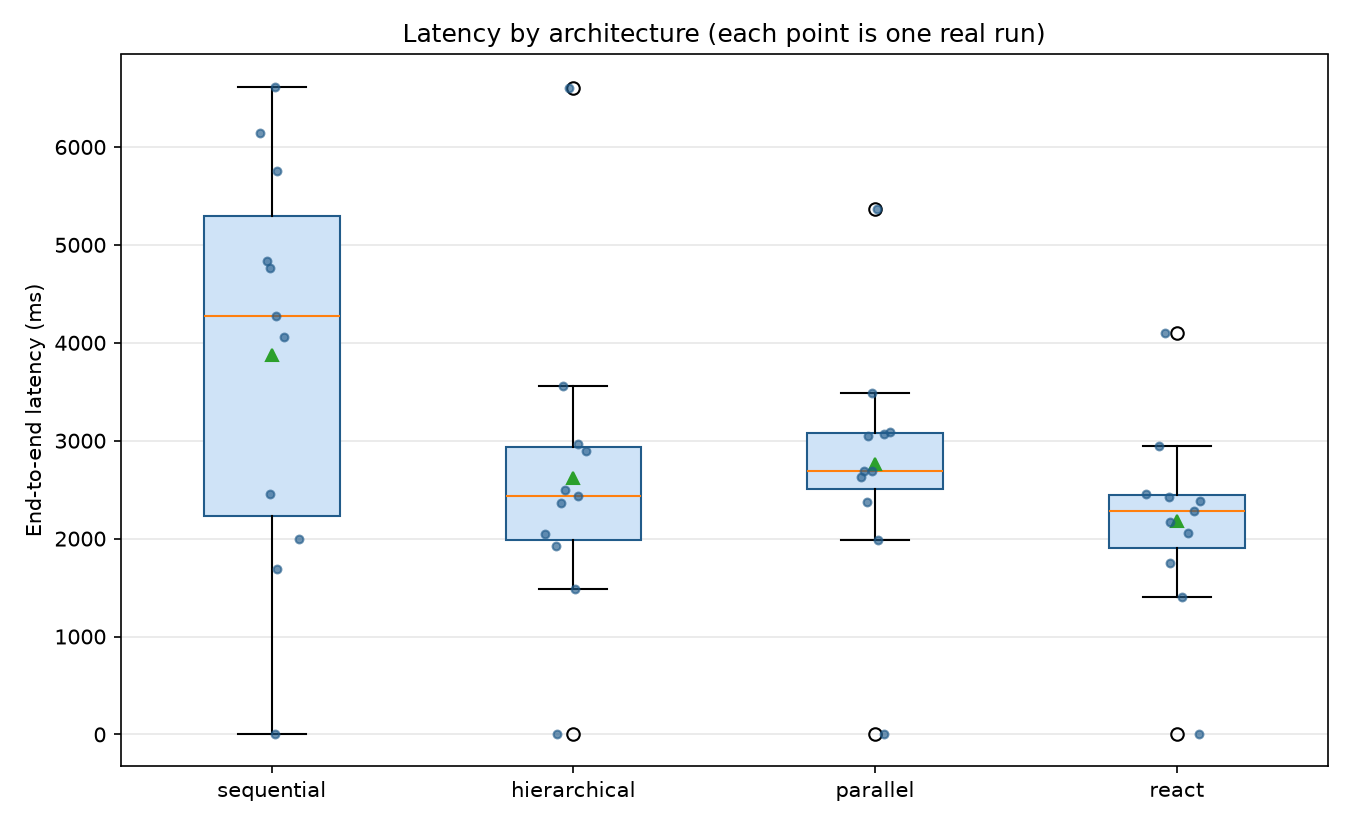 Latency by architecture (each point is one real run)
End-to-end latency (ms)
6000
5000
4000
3000
2000
1000
0
sequential
hierarchical
parallel
react